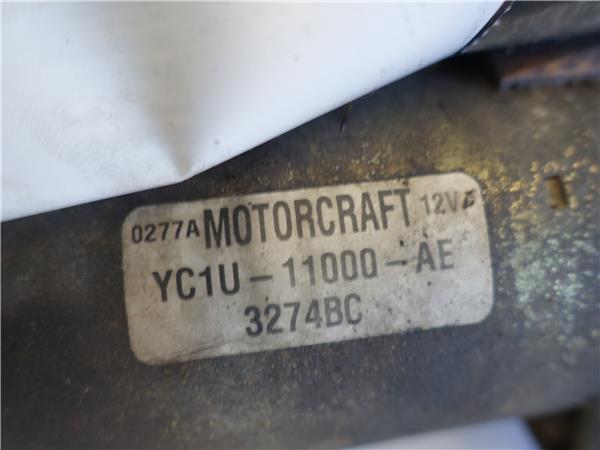 0277A MOTORCRAFT 12V
YC1U-11000-AE
3274BC